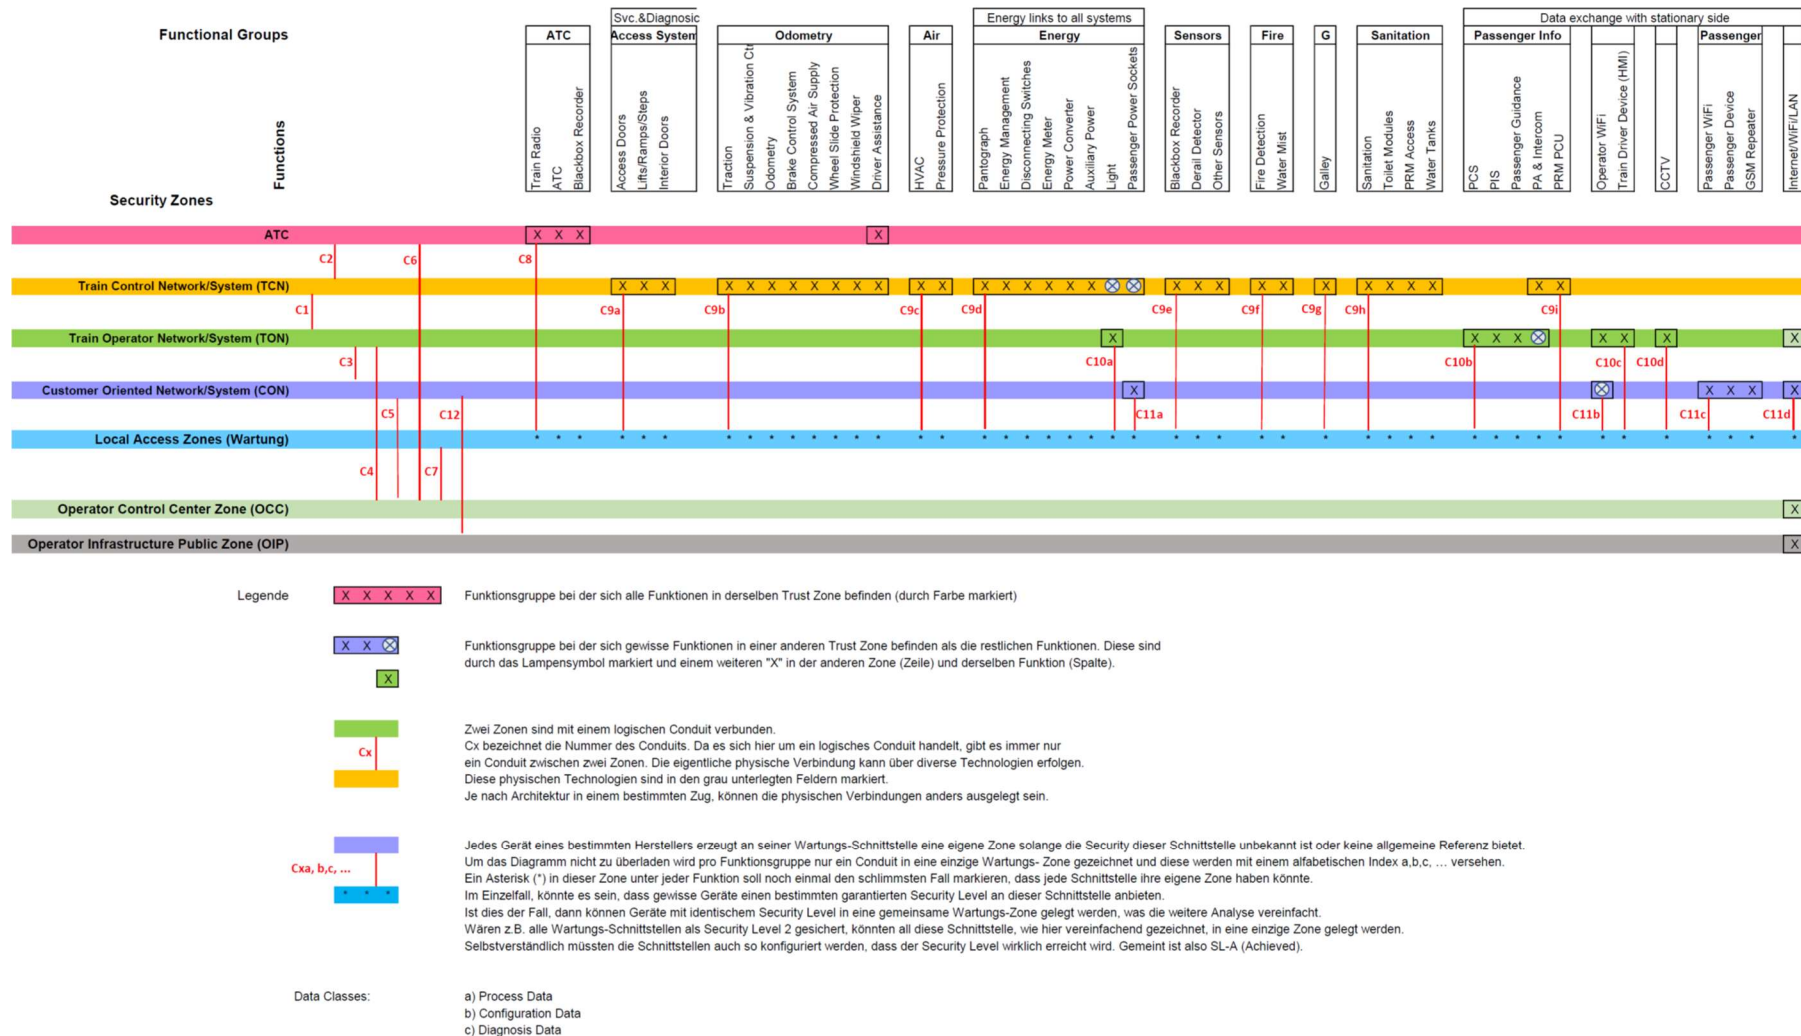 Svc.&Diagnosic
Energy links to all systems
Data exchange with stationary side
Functional Groups
ATC
Access System
Odometry
Air
Energy
Sensors
Fire
G
Sanitation
Passenger Info
Passenger
Functions
Train Radio
ATC
Blackbox Recorder
Access Doors
Lifts/Ramps/Steps
Interior Doors
Traction
Suspension & Vibration Ctr
Odometry
Brake Control System
Compressed Air Supply
Wheel Slide Protection
Windshield Wiper
Driver Assistance
HVAC
Pressure Protection
Pantograph
Energy Management
Disconnecting Switches
Energy Meter
Power Converter
Auxiliary Power
Light
Passenger Power Sockets
Blackbox Recorder
Derail Detector
Other Sensors
Fire Detection
Water Mist
Galley
Sanitation
Toilet Modules
PRM Access
Water Tanks
PCS
PIS
Passenger Guidance
PA & Intercom
PRM PCU
Operator WiFi
Train Driver Device (HMI)
CCTV
Passenger WiFi
Passenger Device
GSM Repeater
Internet/WiFi/LAN
Security Zones
ATC X X X X
C2 C6 C8
Train Control Network/System (TCN) X X X X X X X X X X X X X X X X X X X X X X X X X X X X X X X X X X
C1 C9a C9b C9c C9d C9e C9f C9g C9h C9i
Train Operator Network/System (TON) X X X X X X X X X
C3 C10a C10b C10c C10d
Customer Oriented Network/System (CON) X X X X X X
C5 C12 C11a C11b C11c C11d
Local Access Zones (Wartung) * * * * * * * * * * * * * * * * * * * * * * * * * * * * * * * * * * * * * * * * * * * * * *
C4 C7
Operator Control Center Zone (OCC) X
Operator Infrastructure Public Zone (OIP) X
Legende X X X X X Funktionsgruppe bei der sich alle Funktionen in derselben Trust Zone befinden (durch Farbe markiert)
X X X Funktionsgruppe bei der sich gewisse Funktionen in einer anderen Trust Zone befinden als die restlichen Funktionen. Diese sind
durch das Lampensymbol markiert und einem weiteren "X" in der anderen Zone (Zeile) und derselben Funktion (Spalte).
X
Zwei Zonen sind mit einem logischen Conduit verbunden.
Cx
Cx bezeichnet die Nummer des Conduits. Da es sich hier um ein logisches Conduit handelt, gibt es immer nur
ein Conduit zwischen zwei Zonen. Die eigentliche physische Verbindung kann über diverse Technologien erfolgen.
Diese physischen Technologien sind in den grau unterlegten Feldern markiert.
Je nach Architektur in einem bestimmten Zug, können die physischen Verbindungen anders ausgelegt sein.
Cxa, b,c, ...
* * *
Jedes Gerät eines bestimmten Herstellers erzeugt an seiner Wartungs-Schnittstelle eine eigene Zone solange die Security dieser Schnittstelle unbekannt ist oder keine allgemeine Referenz bietet.
Um das Diagramm nicht zu überladen wird pro Funktionsgruppe nur ein Conduit in eine einzige Wartungs- Zone gezeichnet und diese werden mit einem alfabetischen Index a,b,c, … versehen.
Ein Asterisk (*) in dieser Zone unter jeder Funktion soll noch einmal den schlimmsten Fall markieren, dass jede Schnittstelle ihre eigene Zone haben könnte.
Im Einzelfall, könnte es sein, dass gewisse Geräte einen bestimmten garantierten Security Level an dieser Schnittstelle anbieten.
Ist dies der Fall, dann können Geräte mit identischem Security Level in eine gemeinsame Wartungs-Zone gelegt werden, was die weitere Analyse vereinfacht.
Wären z.B. alle Wartungs-Schnittstellen als Security Level 2 gesichert, könnten all diese Schnittstelle, wie hier vereinfachend gezeichnet, in eine einzige Zone gelegt werden.
Selbstverständlich müssten die Schnittstellen auch so konfiguriert werden, dass der Security Level wirklich erreicht wird. Gemeint ist also SL-A (Achieved).
Data Classes: a) Process Data
b) Configuration Data
c) Diagnosis Data